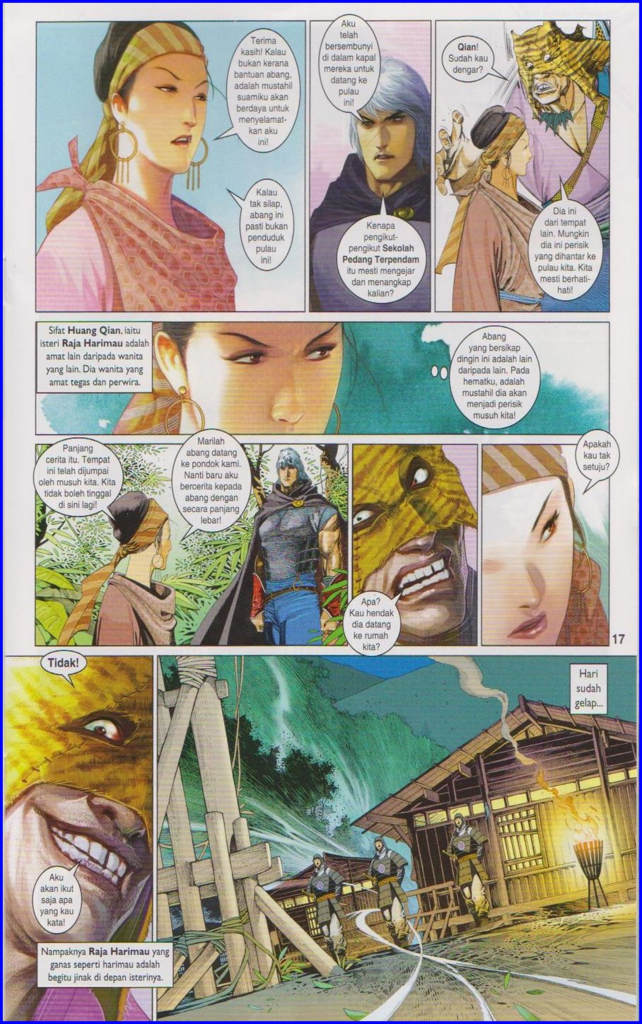 Terima
kasih! Kalau
bukan kerana
bantuan abang,
adalah mustahil
suamiku akan
berdaya untuk
menyelamat-
kan aku
ini!
Kalau
tak silap,
abang ini
pasti bukan
penduduk
pulau
ini!
Aku
telah
bersembunyi
di dalam kapal
mereka untuk
datang ke
pulau
ini!
Kenapa
pengikut-
pengikut Sekolah
Pedang Terpendam
itu mesti mengejar
dan menangkap
kalian?
Qian!
Sudah kau
dengar?
Dia ini
dari tempat
lain. Mungkin
dia ini perisik
yang dihantar ke
pulau kita. Kita
mesti berhati-
hati!
Sifat Huang Qian, iaitu
isteri Raja Harimau adalah
amat lain daripada wanita
yang lain. Dia wanita yang
amat tegas dan perwira.
Abang
yang bersikap
dingin ini adalah lain
daripada lain. Pada
hematku, adalah
mustahil dia akan
menjadi perisik
musuh kita!
Panjang
cerita itu. Tempat
ini telah dijumpai
oleh musuh kita. Kita
tidak boleh tinggal
di sini lagi!
Marilah
abang datang
ke pondok kami.
Nanti baru aku
bercerita kepada
abang dengan
secara panjang
lebar!
Apa?
Kau hendak
dia datang
ke rumah
kita?
Apakah
kau tak
setuju?
17
Tidak!
Aku
akan ikut
saja apa
yang kau
kata!
Nampaknya Raja Harimau yang
ganas seperti harimau adalah
begitu jinak di depan isterinya.
Hari
sudah
gelap...